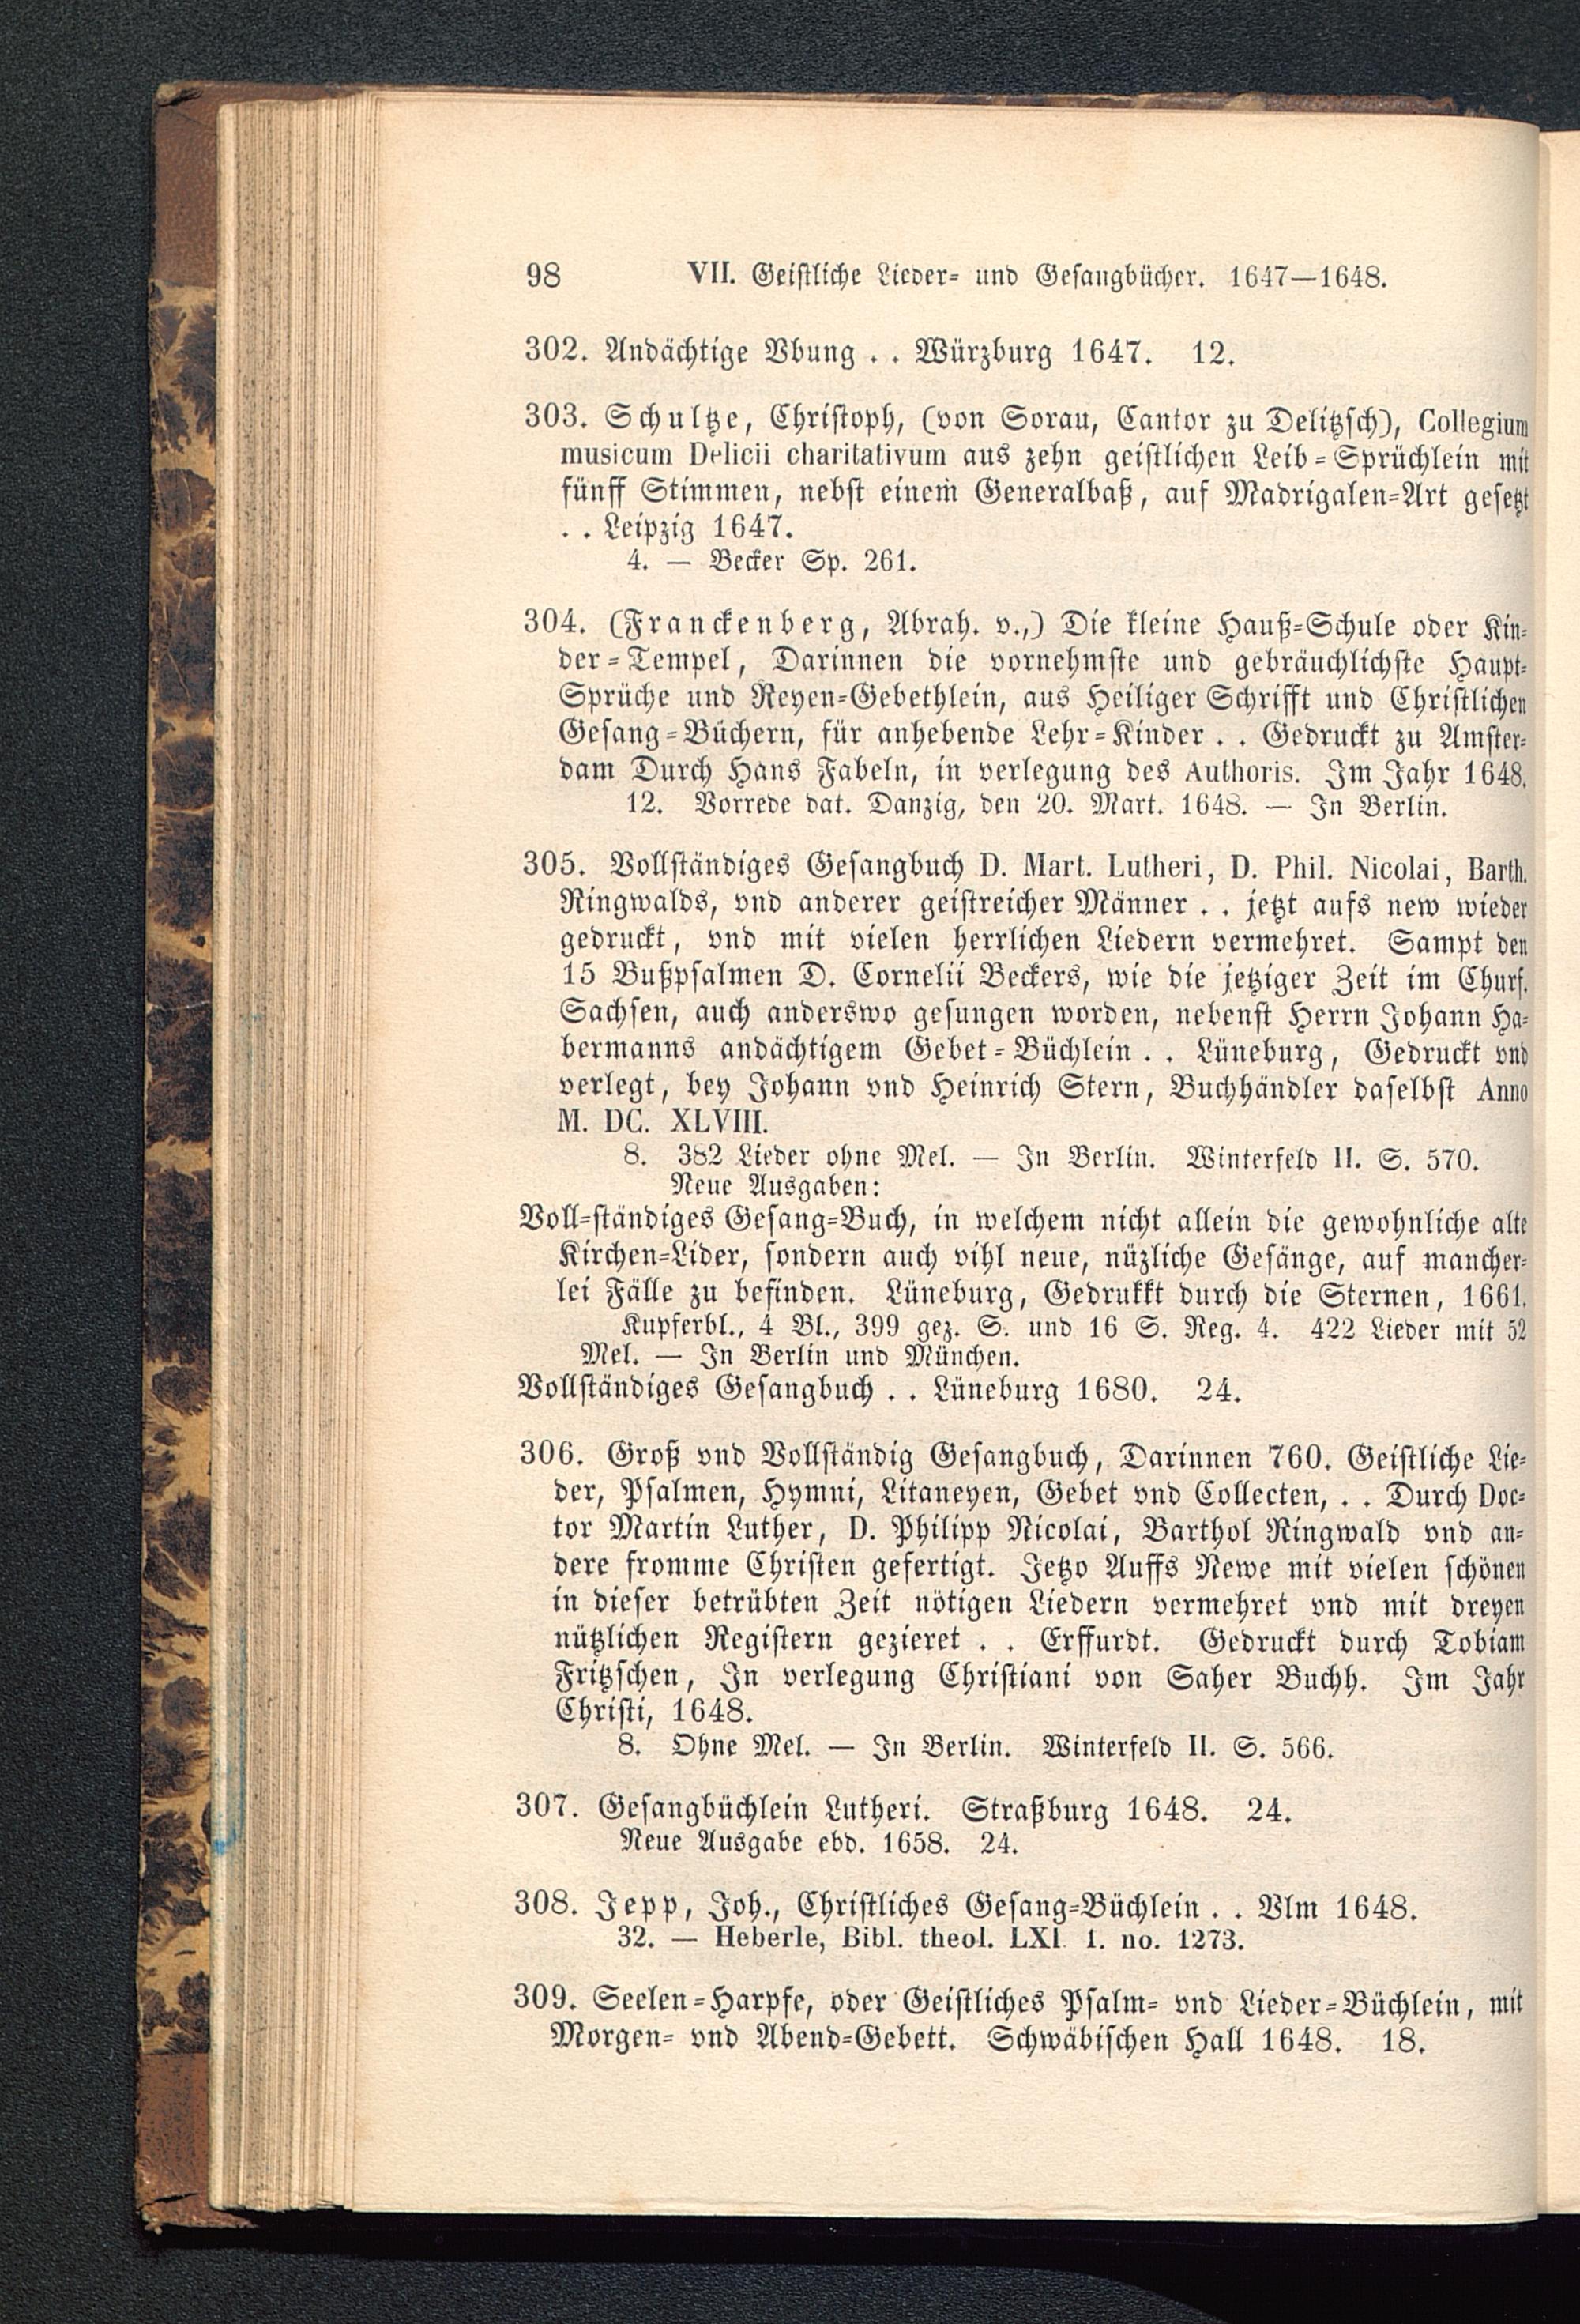 98 VII. Geistliche Lieder- und Gesangbücher. 1647—1648.
302. Andächtige Vbung . . Würzburg 1647. 12.
303. Schultze, Christoph, (von Sorau, Cantor zu Delitzsch), Collegium
musicum Delicii charitativum aus zehn geistlichen Leib-Sprüchlein mit
fünff Stimmen, nebst einem Generalbaß, auf Madrigalen-Art gesetzt
. . Leipzig 1647.
4. — Becker Sp. 261.
304. (Franckenberg, Abrah. v.,) Die kleine Hauß-Schule oder Kin-
der-Tempel, Darinnen die vornehmste und gebräuchlichste Haupt-
Sprüche und Reyen-Gebethlein, aus Heiliger Schrifft und Christlichen
Gesang-Büchern, für anhebende Lehr-Kinder . . Gedruckt zu Amster-
dam Durch Hans Fabeln, in verlegung des Authoris. Im Jahr 1648.
12. Vorrede dat. Danzig, den 20. Mart. 1648. — In Berlin.
305. Vollständiges Gesangbuch D. Mart. Lutheri, D. Phil. Nicolai, Barth.
Ringwalds, vnd anderer geistreicher Männer . . jetzt aufs new wieder
gedruckt, vnd mit vielen herrlichen Liedern vermehret. Sampt den
15 Bußpsalmen D. Cornelii Beckers, wie die jetziger Zeit im Churf.
Sachsen, auch anderswo gesungen worden, nebenst Herrn Johann Ha-
bermanns andächtigem Gebet-Büchlein . . Lüneburg, Gedruckt vnd
verlegt, bey Johann vnd Heinrich Stern, Buchhändler daselbst Anno
M. DC. XLVIII.
8. 382 Lieder ohne Mel. — In Berlin. Winterfeld II. S. 570.
Neue Ausgaben:
Voll-ständiges Gesang-Buch, in welchem nicht allein die gewohnliche alte
Kirchen-Lider, sondern auch vihl neue, nüzliche Gesänge, auf mancher-
lei Fälle zu befinden. Lüneburg, Gedrukkt durch die Sternen, 1661.
Kupferbl., 4 Bl., 399 gez. S. und 16 S. Reg. 4. 422 Lieder mit 52
Mel. — In Berlin und München.
Vollständiges Gesangbuch . . Lüneburg 1680. 24.
306. Groß vnd Vollständig Gesangbuch, Darinnen 760. Geistliche Lie-
der, Psalmen, Hymni, Litaneyen, Gebet vnd Collecten, . . Durch Doc-
tor Martin Luther, D. Philipp Nicolai, Barthol Ringwald vnd an-
dere fromme Christen gefertigt. Jetzo Auffs Newe mit vielen schönen
in dieser betrübten Zeit nötigen Liedern vermehret vnd mit dreyen
nützlichen Registern gezieret . . Erffurdt. Gedruckt durch Tobiam
Fritzschen, In verlegung Christiani von Saher Buchh. Im Jahr
Christi, 1648.
8. Ohne Mel. — In Berlin. Winterfeld II. S. 566.
307. Gesangbüchlein Lutheri. Straßburg 1648. 24.
Neue Ausgabe ebd. 1658. 24.
308. Jepp, Joh., Christliches Gesang-Büchlein . . Vlm 1648.
32. — Heberle, Bibl. theol. LXI 1. no. 1273.
309. Seelen-Harpfe, oder Geistliches Psalm- vnd Lieder-Büchlein, mit
Morgen- vnd Abend-Gebett. Schwäbischen Hall 1648. 18.